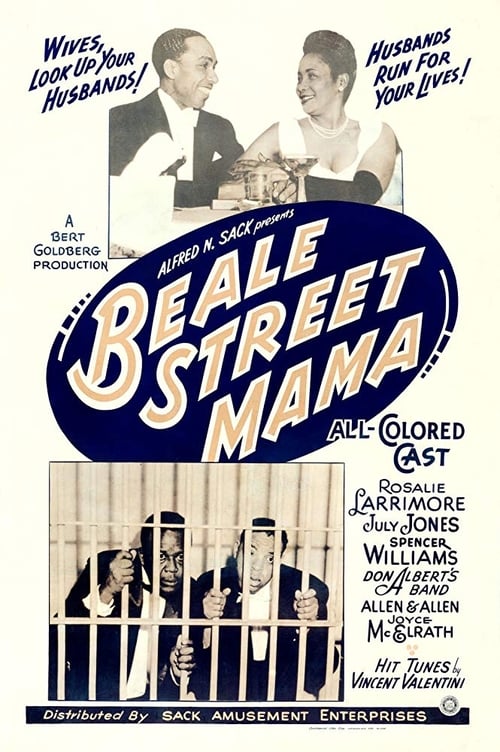 WIVES,
LOOK UP YOUR
HUSBANDS!
HUSBANDS
RUN FOR
YOUR LIVES!
A
BERT
GOLDBERG
PRODUCTION
ALFRED N. SACK presents
BEALE
STREET
MAMA
ALL-COLORED
CAST
ROSALIE
LARRIMORE
JULY JONES
SPENCER
WILLIAMS
DON ALBERT'S
BAND
ALLEN & ALLEN
JOYCE
MCELRATH
HIT TUNES by
VINCENT VALENTINI
DISTRIBUTED BY SACK AMUSEMENT ENTERPRISES